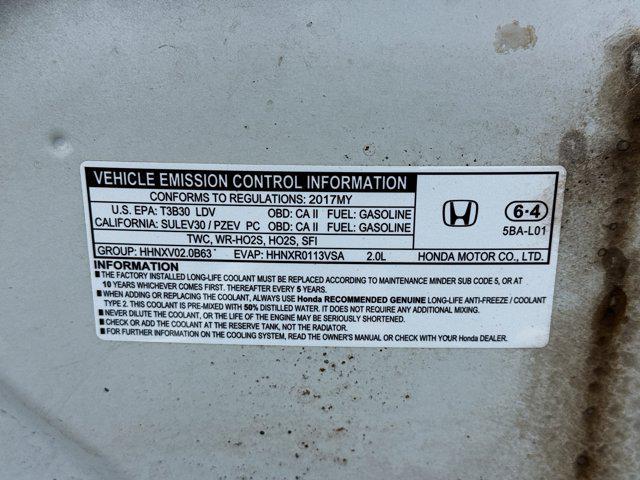 VEHICLE EMISSION CONTROL INFORMATION
CONFORMS TO REGULATIONS: 2017MY
U.S. EPA: T3B30 LDV OBD: CA II FUEL: GASOLINE
CALIFORNIA: SULEV30 / PZEV PC OBD: CA II FUEL: GASOLINE
TWC, WR-HO2S, HO2S, SFI
GROUP: HHNXV02.0B63 EVAP: HHNXR0113VSA 2.0L
6·4
5BA-L01
HONDA MOTOR CO., LTD.
INFORMATION
■ THE FACTORY INSTALLED LONG-LIFE COOLANT MUST BE REPLACED ACCORDING TO MAINTENANCE MINDER SUB CODE 5, OR AT
10 YEARS WHICHEVER COMES FIRST. THEREAFTER EVERY 5 YEARS.
■ WHEN ADDING OR REPLACING THE COOLANT, ALWAYS USE Honda RECOMMENDED GENUINE LONG-LIFE ANTI-FREEZE / COOLANT
TYPE 2. THIS COOLANT IS PRE-MIXED WITH 50% DISTILLED WATER. IT DOES NOT REQUIRE ANY ADDITIONAL MIXING.
■ NEVER DILUTE THE COOLANT, OR THE LIFE OF THE ENGINE MAY BE SERIOUSLY SHORTENED.
■ CHECK OR ADD THE COOLANT AT THE RESERVE TANK, NOT THE RADIATOR.
■ FOR FURTHER INFORMATION ON THE COOLING SYSTEM, READ THE OWNER'S MANUAL OR CHECK WITH YOUR Honda DEALER.